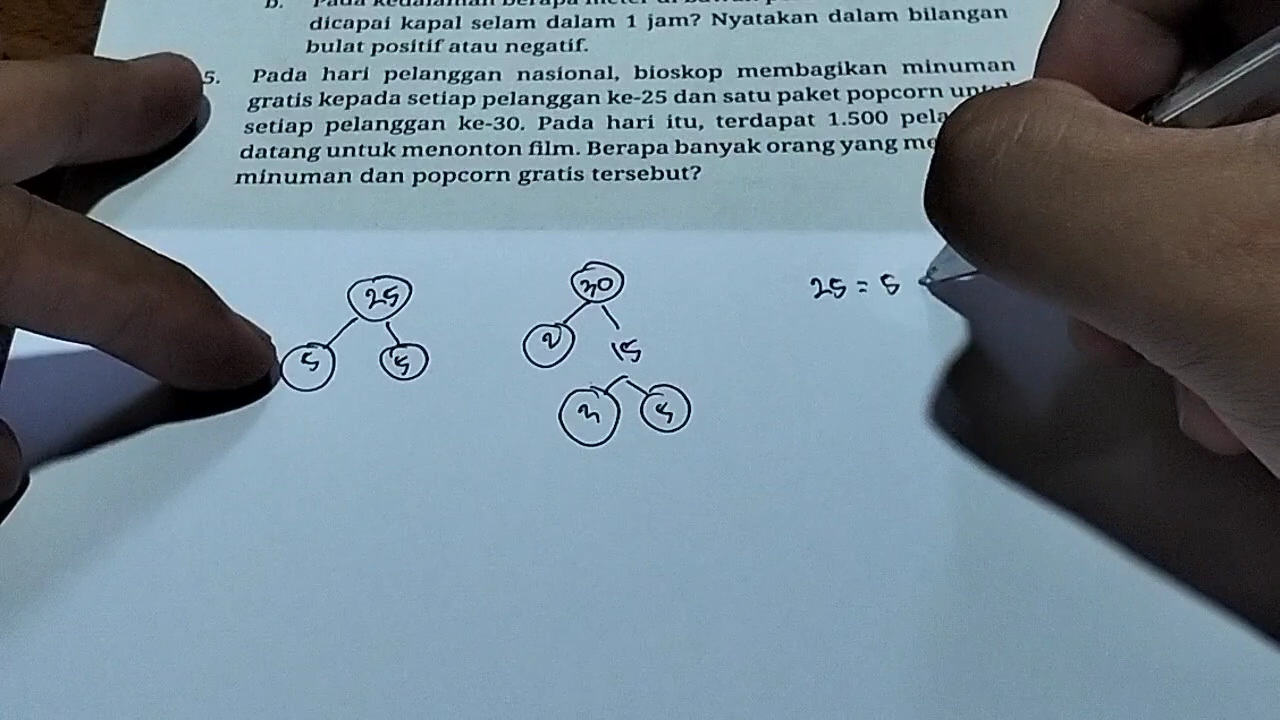 dicapai kapal selam dalam 1 jam? Nyatakan dalam bilangan
bulat positif atau negatif.
5. Pada hari pelanggan nasional, bioskop membagikan minuman
gratis kepada setiap pelanggan ke-25 dan satu paket popcorn
setiap pelanggan ke-30. Pada hari itu, terdapat 1.500
datang untuk menonton film. Berapa banyak orang yang
minuman dan popcorn gratis tersebut?
25 30 25 = 5
5 5 2 15
3 5